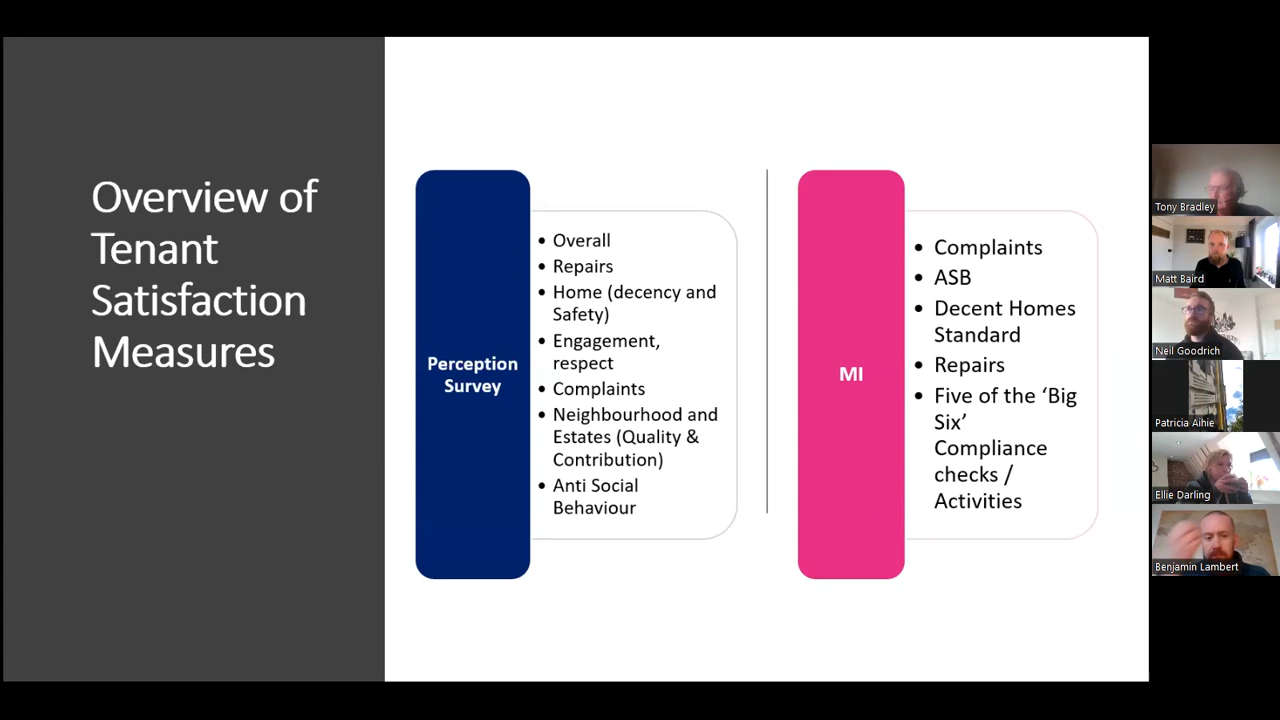 Overview of
Tenant
Satisfaction
Measures
Perception
Survey
• Overall
• Repairs
• Home (decency and
Safety)
• Engagement,
respect
• Complaints
• Neighbourhood and
Estates (Quality &
Contribution)
• Anti Social
Behaviour
MI
• Complaints
• ASB
• Decent Homes
Standard
• Repairs
• Five of the ‘Big
Six’
Compliance
checks /
Activities
Tony Bradley
Matt Baird
Neil Goodrich
Patricia Aihie
Ellie Darling
Benjamin Lambert